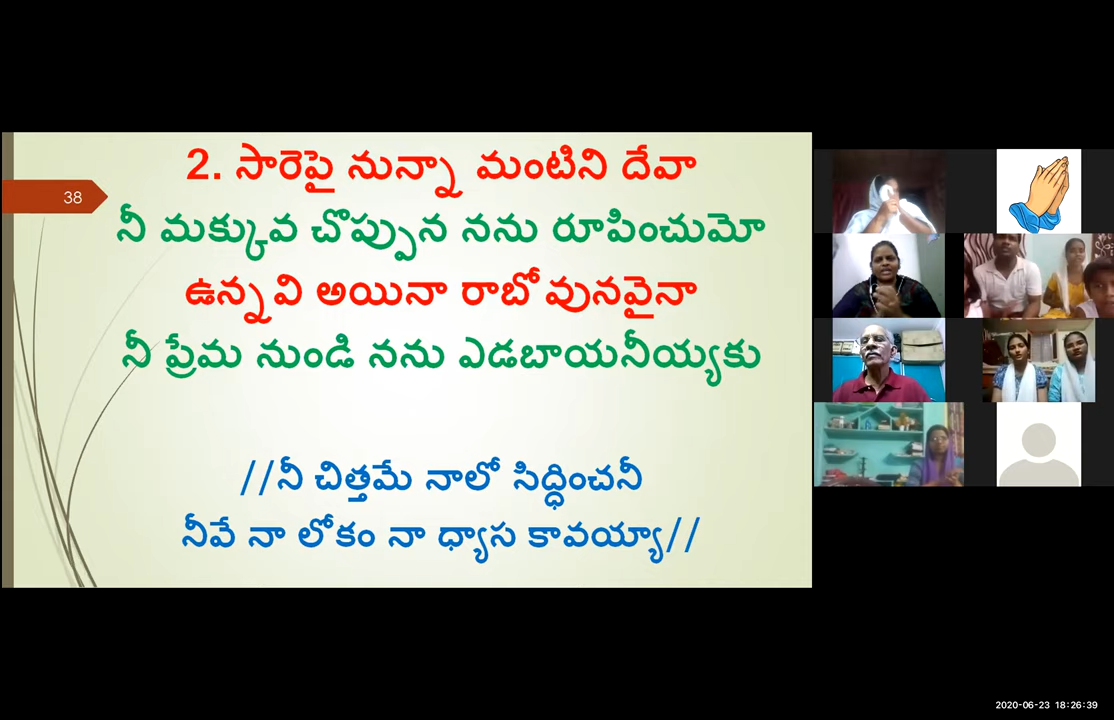 38
2. సారెపై నున్నా మంటిని దేవా
నీ మక్కువ చొప్పున నను రూపించుమో
ఉన్నవి అయినా రాబోవునవైనా
నీ ప్రేమ నుండి నను ఎడబాయనీయ్యకు
//నీ చిత్తమే నాలో సిద్ధించనీ
నీవే నా లోకం నా ధ్యాస కావయ్యా//
2020-06-23 18:26:39